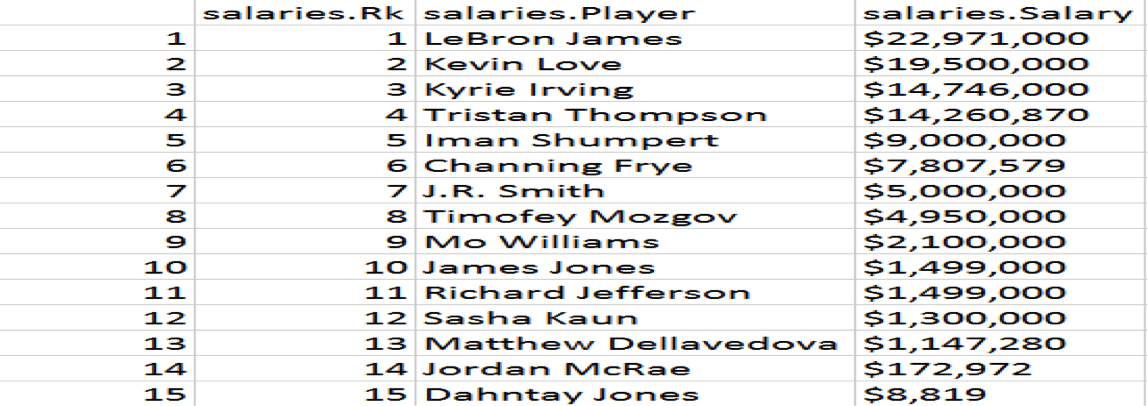 salaries.Rk salaries.Player salaries.Salary
1 1 LeBron James $22,971,000
2 2 Kevin Love $19,500,000
3 3 Kyrie Irving $14,746,000
4 4 Tristan Thompson $14,260,870
5 5 Iman Shumpert $9,000,000
6 6 Channing Frye $7,807,579
7 7 J.R. Smith $5,000,000
8 8 Timofey Mozgov $4,950,000
9 9 Mo Williams $2,100,000
10 10 James Jones $1,499,000
11 11 Richard Jefferson $1,499,000
12 12 Sasha Kaun $1,300,000
13 13 Matthew Dellavedova $1,147,280
14 14 Jordan McRae $172,972
15 15 Dahntay Jones $8,819